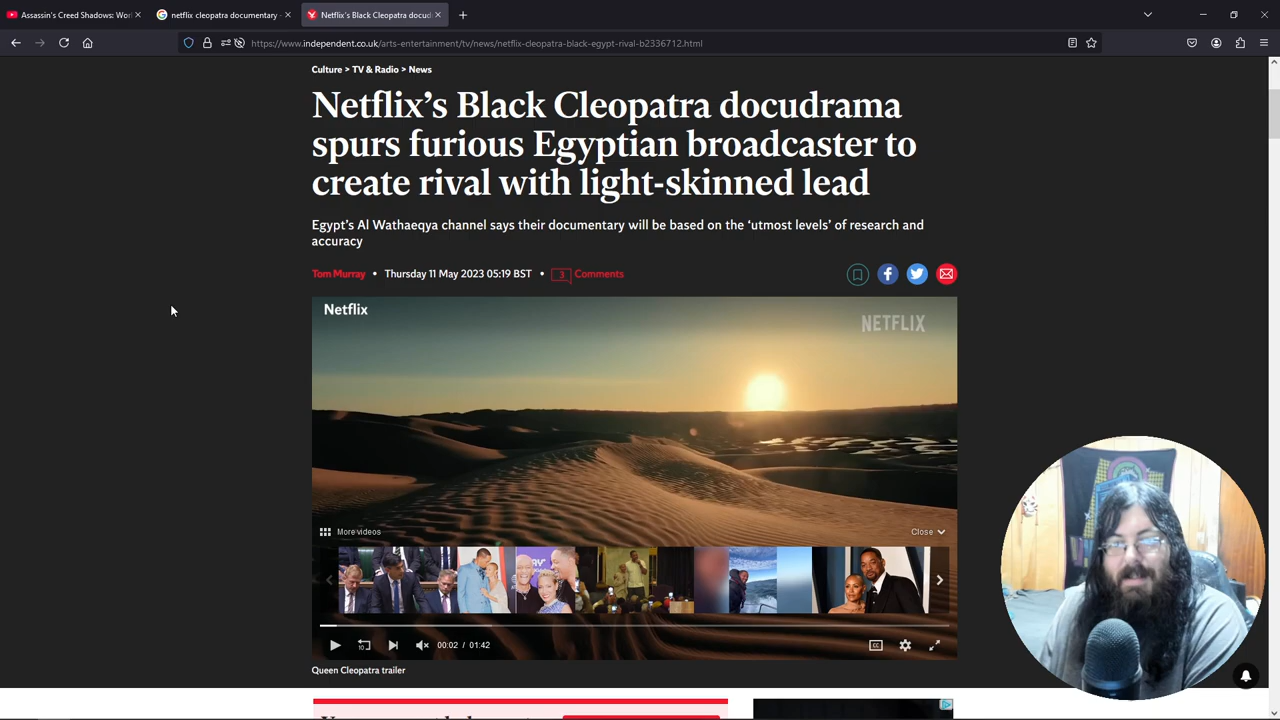 Assassin's Creed Shadows: Worl
netflix cleopatra documentary -
Netflix's Black Cleopatra docud
https://www.independent.co.uk/arts-entertainment/tv/news/netflix-cleopatra-black-egypt-rival-b2336712.html
Culture > TV & Radio > News
Netflix’s Black Cleopatra docudrama
spurs furious Egyptian broadcaster to
create rival with light-skinned lead
Egypt’s Al Wathaeqya channel says their documentary will be based on the ‘utmost levels’ of research and
accuracy
Tom Murray • Thursday 11 May 2023 05:19 BST • 3 Comments
Netflix
NETFLIX
More videos
Close
10
00:02 / 01:42
CC
Queen Cleopatra trailer